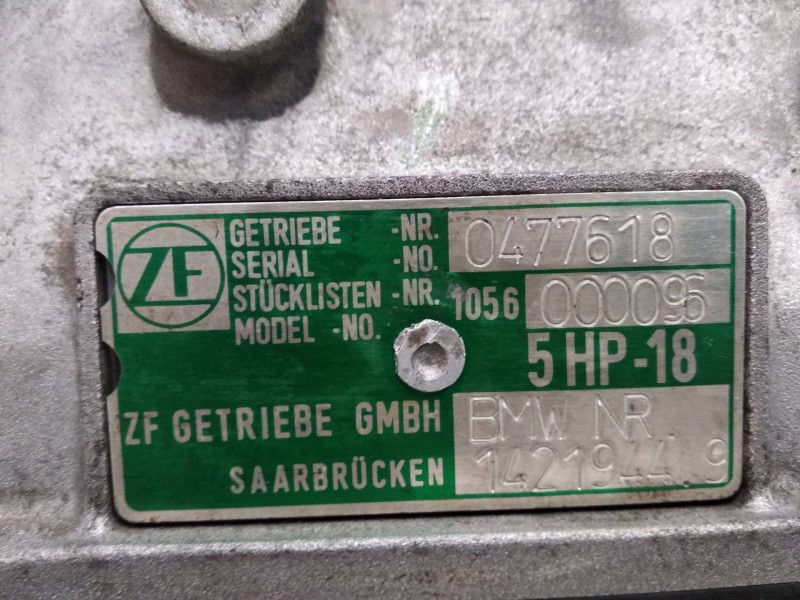 ZF
GETRIEBE -NR. 0477618
SERIAL -NO.
STÜCKLISTEN -NR. 1056 000096
MODEL -NO.
5 HP-18
ZF GETRIEBE GMBH BMW NR.
SAARBRÜCKEN 1421944.9